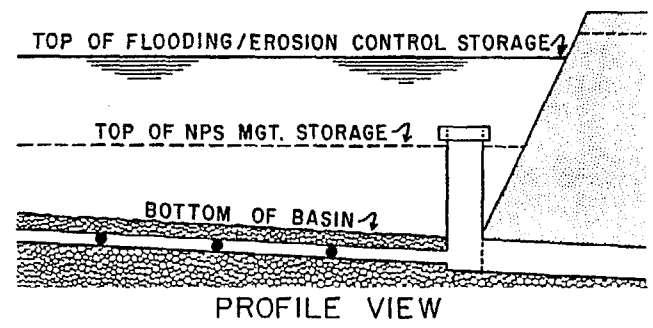 TOP OF FLOODING/EROSION CONTROL STORAGE
TOP OF NPS MGT. STORAGE
BOTTOM OF BASIN
PROFILE VIEW